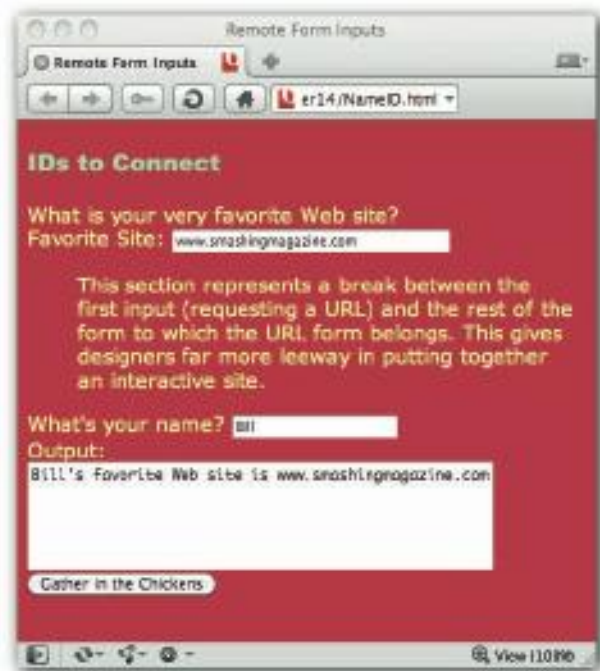 Remote Form Inputs
Remote Form Inputs
er14/NameID.html
IDs to Connect
What is your very favorite Web site?
Favorite Site: www.smashingmagazine.com
This section represents a break between the
first input (requesting a URL) and the rest of the
form to which the URL form belongs. This gives
designers far more leeway in putting together
an interactive site.
What's your name? Bill
Output:
Bill's favorite Web site is www.smashingmagazine.com
Gather in the Chickens
View